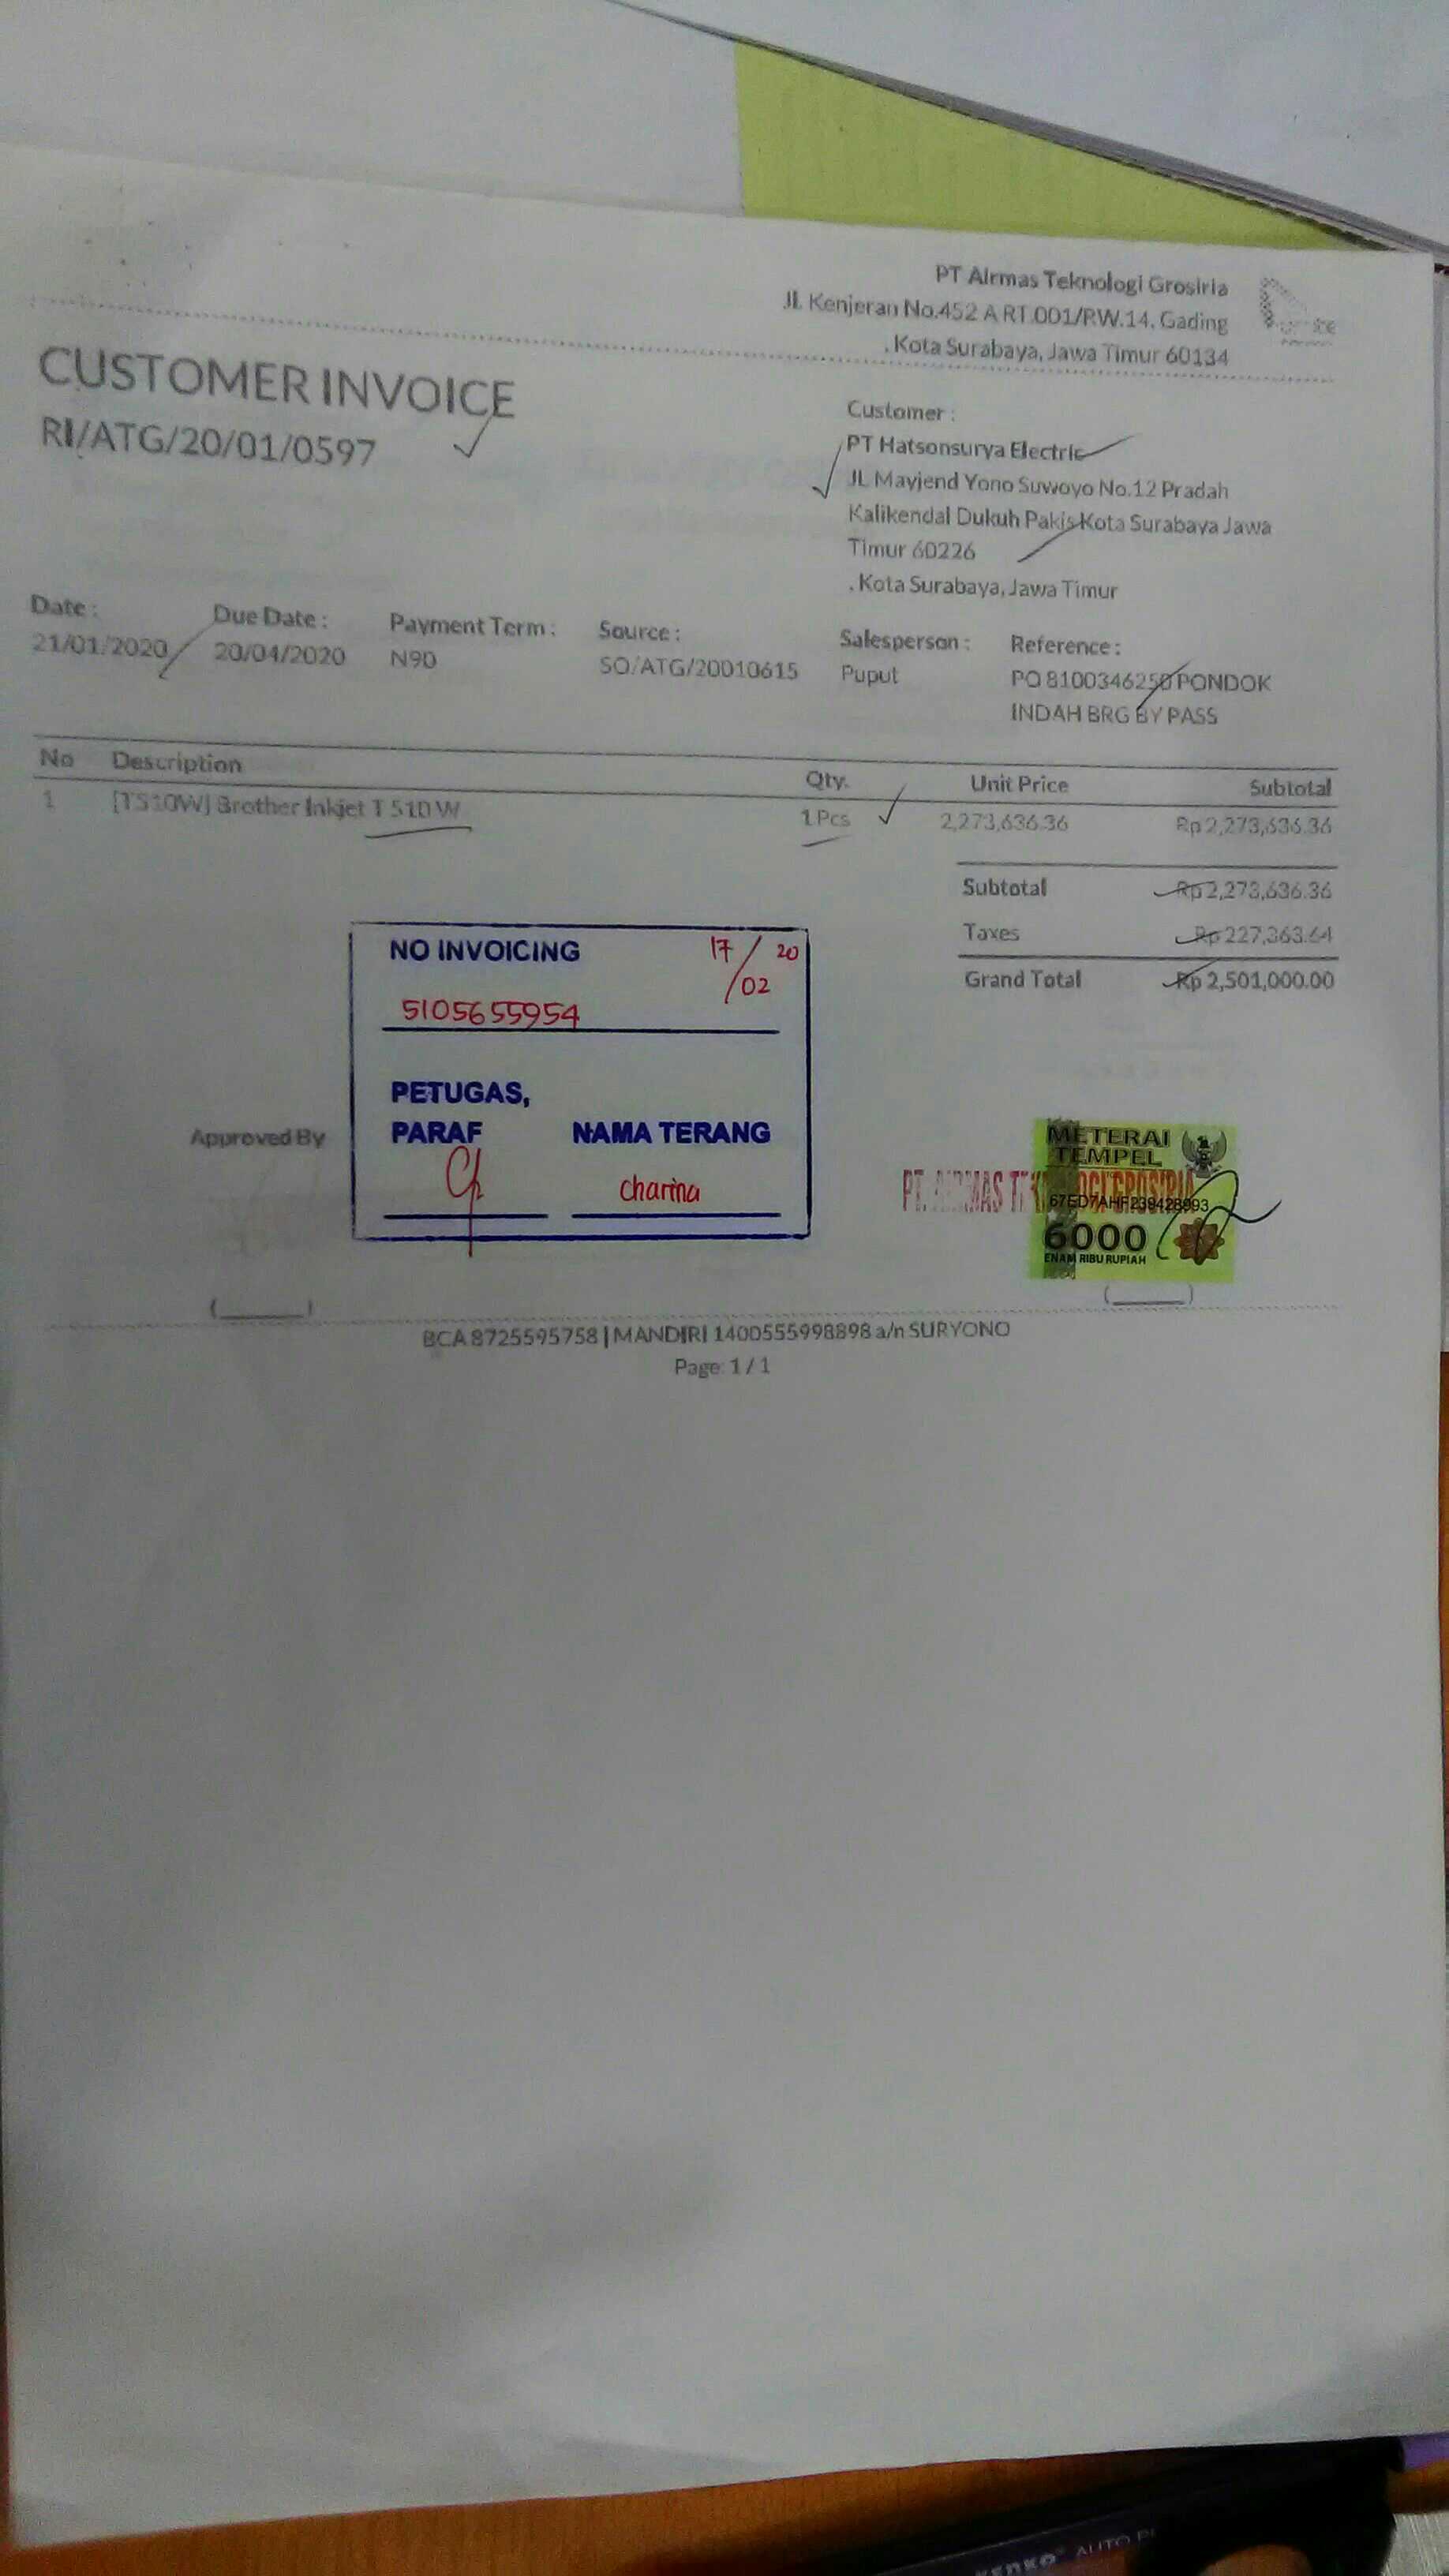 PT Airmas Teknologi Grosiria
Jl. Kenjeran No.452 A RT.001/RW.14, Gading
, Kota Surabaya, Jawa Timur 60134
CUSTOMER INVOICE
RI/ATG/20/01/0597
Customer :
PT Hatsonsurya Electric
JL Mayjend Yono Suwoyo No.12 Pradah
Kalikendal Dukuh Pakis Kota Surabaya Jawa
Timur 60226
, Kota Surabaya, Jawa Timur
Date : Due Date : Payment Term : Source : Salesperson : Reference :
21/01/2020 20/04/2020 N90 SO/ATG/20010615 Puput PO 8100346250 PONDOK
INDAH BRG BY PASS
No Description Qty. Unit Price Subtotal
1 [T510W] Brother Inkjet T 510 W 1 Pcs 2,273,636.36 Rp 2,273,636.36
Subtotal Rp 2,273,636.36
Taxes Rp 227,363.64
Grand Total Rp 2,501,000.00
NO INVOICING 17/02 20
5105655954
PETUGAS,
Approved By
PARAF NAMA TERANG
charina
METERAI
TEMPEL
PT. AIRMAS TEKNOLOGI GROSIRIA
67ED7AHF239428993
6000
ENAM RIBU RUPIAH
BCA 8725595758 | MANDIRI 1400555998898 a/n SURYONO
Page: 1 / 1
AUTO